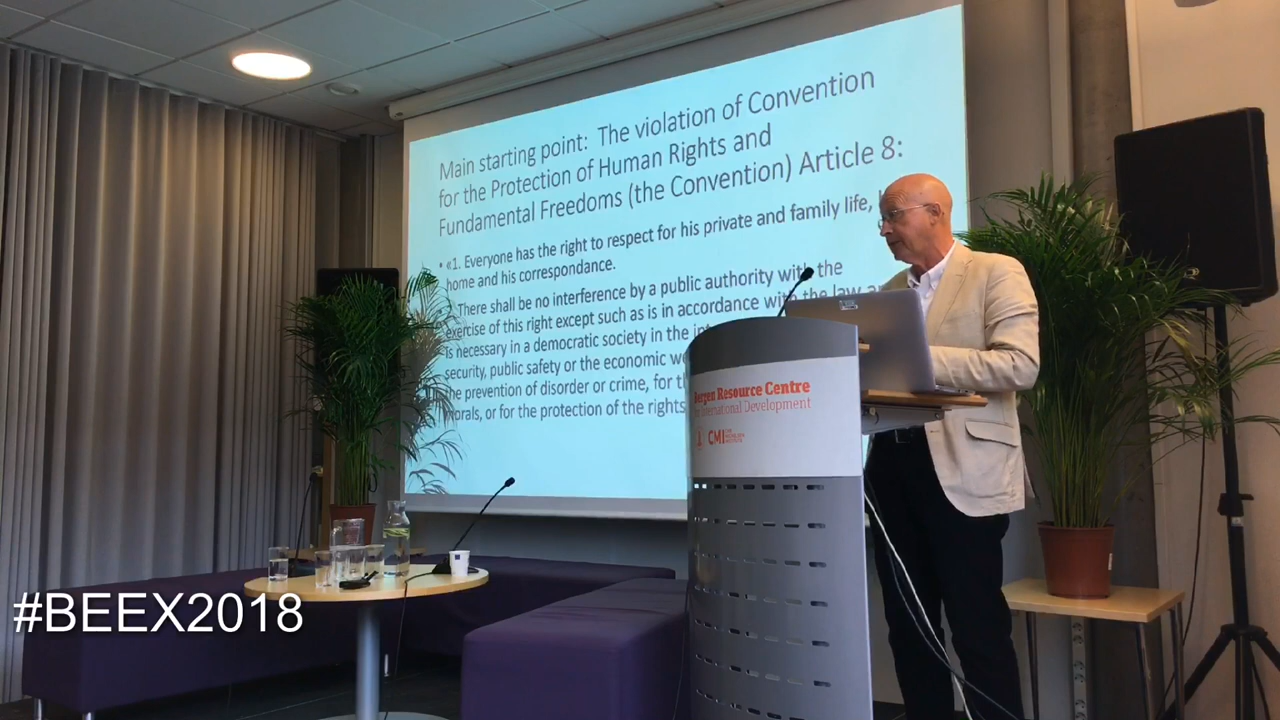 Main starting point: The violation of Convention
for the Protection of Human Rights and
Fundamental Freedoms (the Convention) Article 8:
• «1. Everyone has the right to respect for his private and family life,
home and his correspondance.
There shall be no interference by a public authority with the
exercise of this right except such as is in accordance with the law
is necessary in a democratic society in the
security, public safety or the economic
the prevention of disorder or crime, for
morals, or for the protection of the rights
Bergen Resource Centre
for International Development
CMI
#BEEX2018